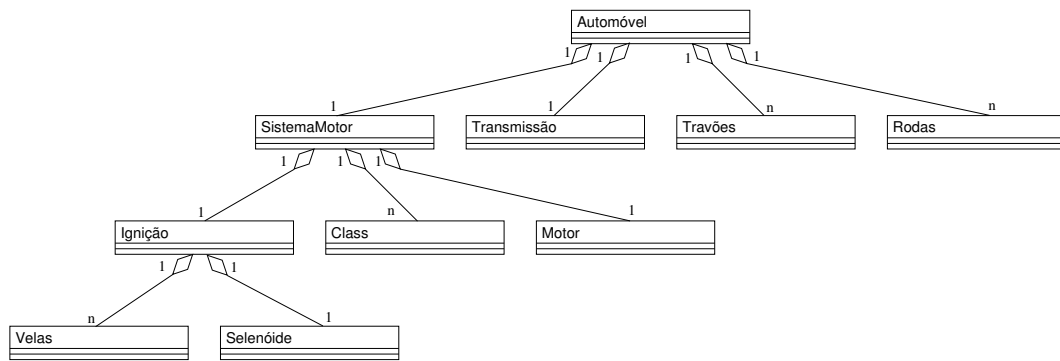 Automóvel
1 1 1 1
1 1 n n
SistemaMotor Transmissão Travões Rodas
1 1 1
1 n 1
Ignição Class Motor
1 1
n 1
Velas Selenóide